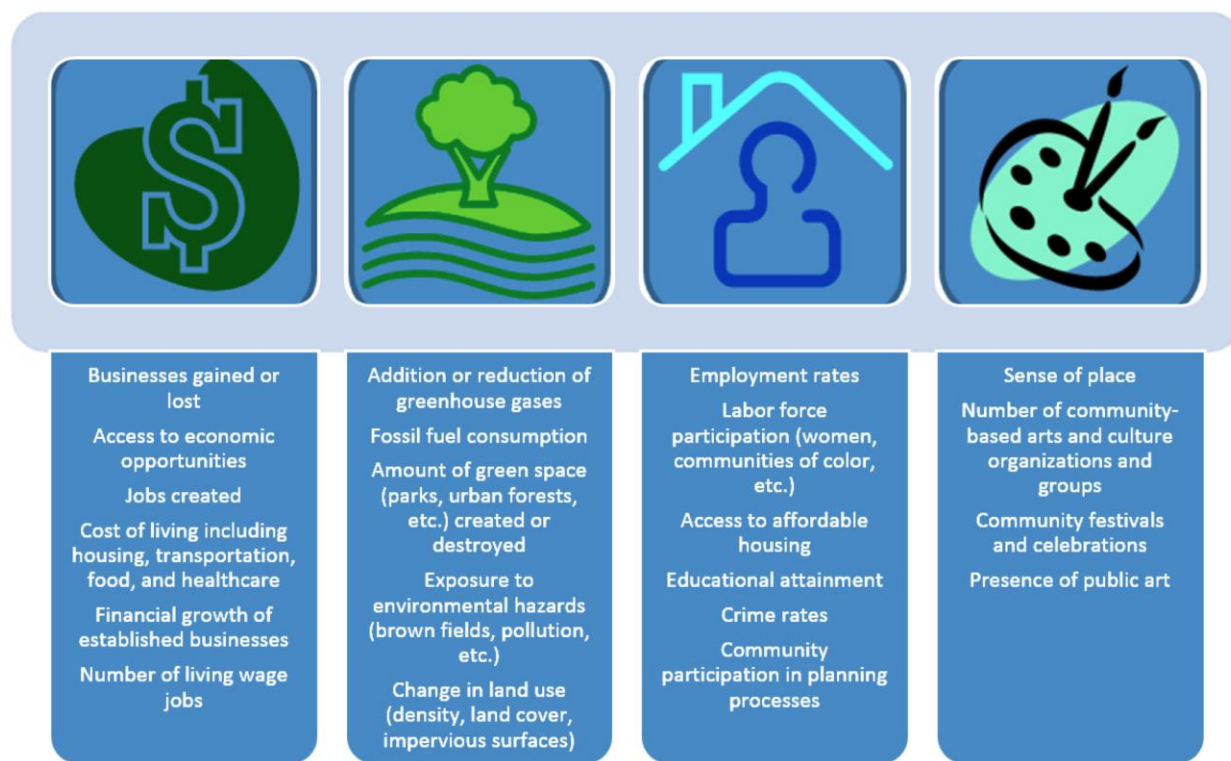 Businesses gained or
lost
Access to economic
opportunities
Jobs created
Cost of living including
housing, transportation,
food, and healthcare
Financial growth of
established businesses
Number of living wage
jobs
Addition or reduction of
greenhouse gases
Fossil fuel consumption
Amount of green space
(parks, urban forests,
etc.) created or
destroyed
Exposure to
environmental hazards
(brown fields, pollution,
etc.)
Change in land use
(density, land cover,
impervious surfaces)
Employment rates
Labor force
participation (women,
communities of color,
etc.)
Access to affordable
housing
Educational attainment
Crime rates
Community
participation in planning
processes
Sense of place
Number of community-
based arts and culture
organizations and
groups
Community festivals
and celebrations
Presence of public art